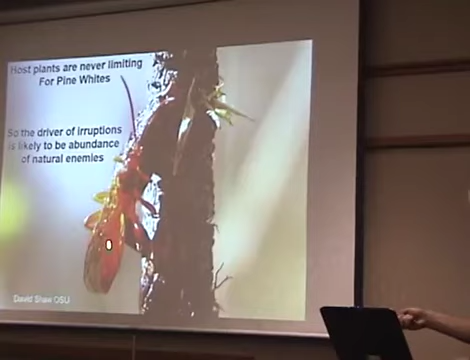 Host plants are never limiting
For Pine Whites
So the driver of irruptions
is likely to be abundance
of natural enemies
David Shaw OSU